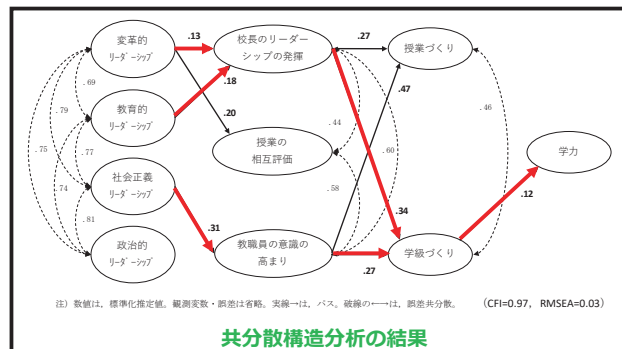 変革的
ﾘｰﾀﾞｰｼｯﾌﾟ
教育的
ﾘｰﾀﾞｰｼｯﾌﾟ
社会正義
ﾘｰﾀﾞｰｼｯﾌﾟ
政治的
ﾘｰﾀﾞｰｼｯﾌﾟ
.69
.79
.75
.77
.74
.81
.13
.18
.20
.31
校長のリーダー
シップの発揮
授業の
相互評価
教職員の意識の
高まり
.44
.60
.58
.27
.47
.34
.27
授業づくり
学級づくり
.46
.12
学力
注）数値は，標準化推定値。観測変数・誤差は省略。実線→は，パス。破線の←→は，誤差共分散。 (CFI=0.97, RMSEA=0.03)
共分散構造分析の結果